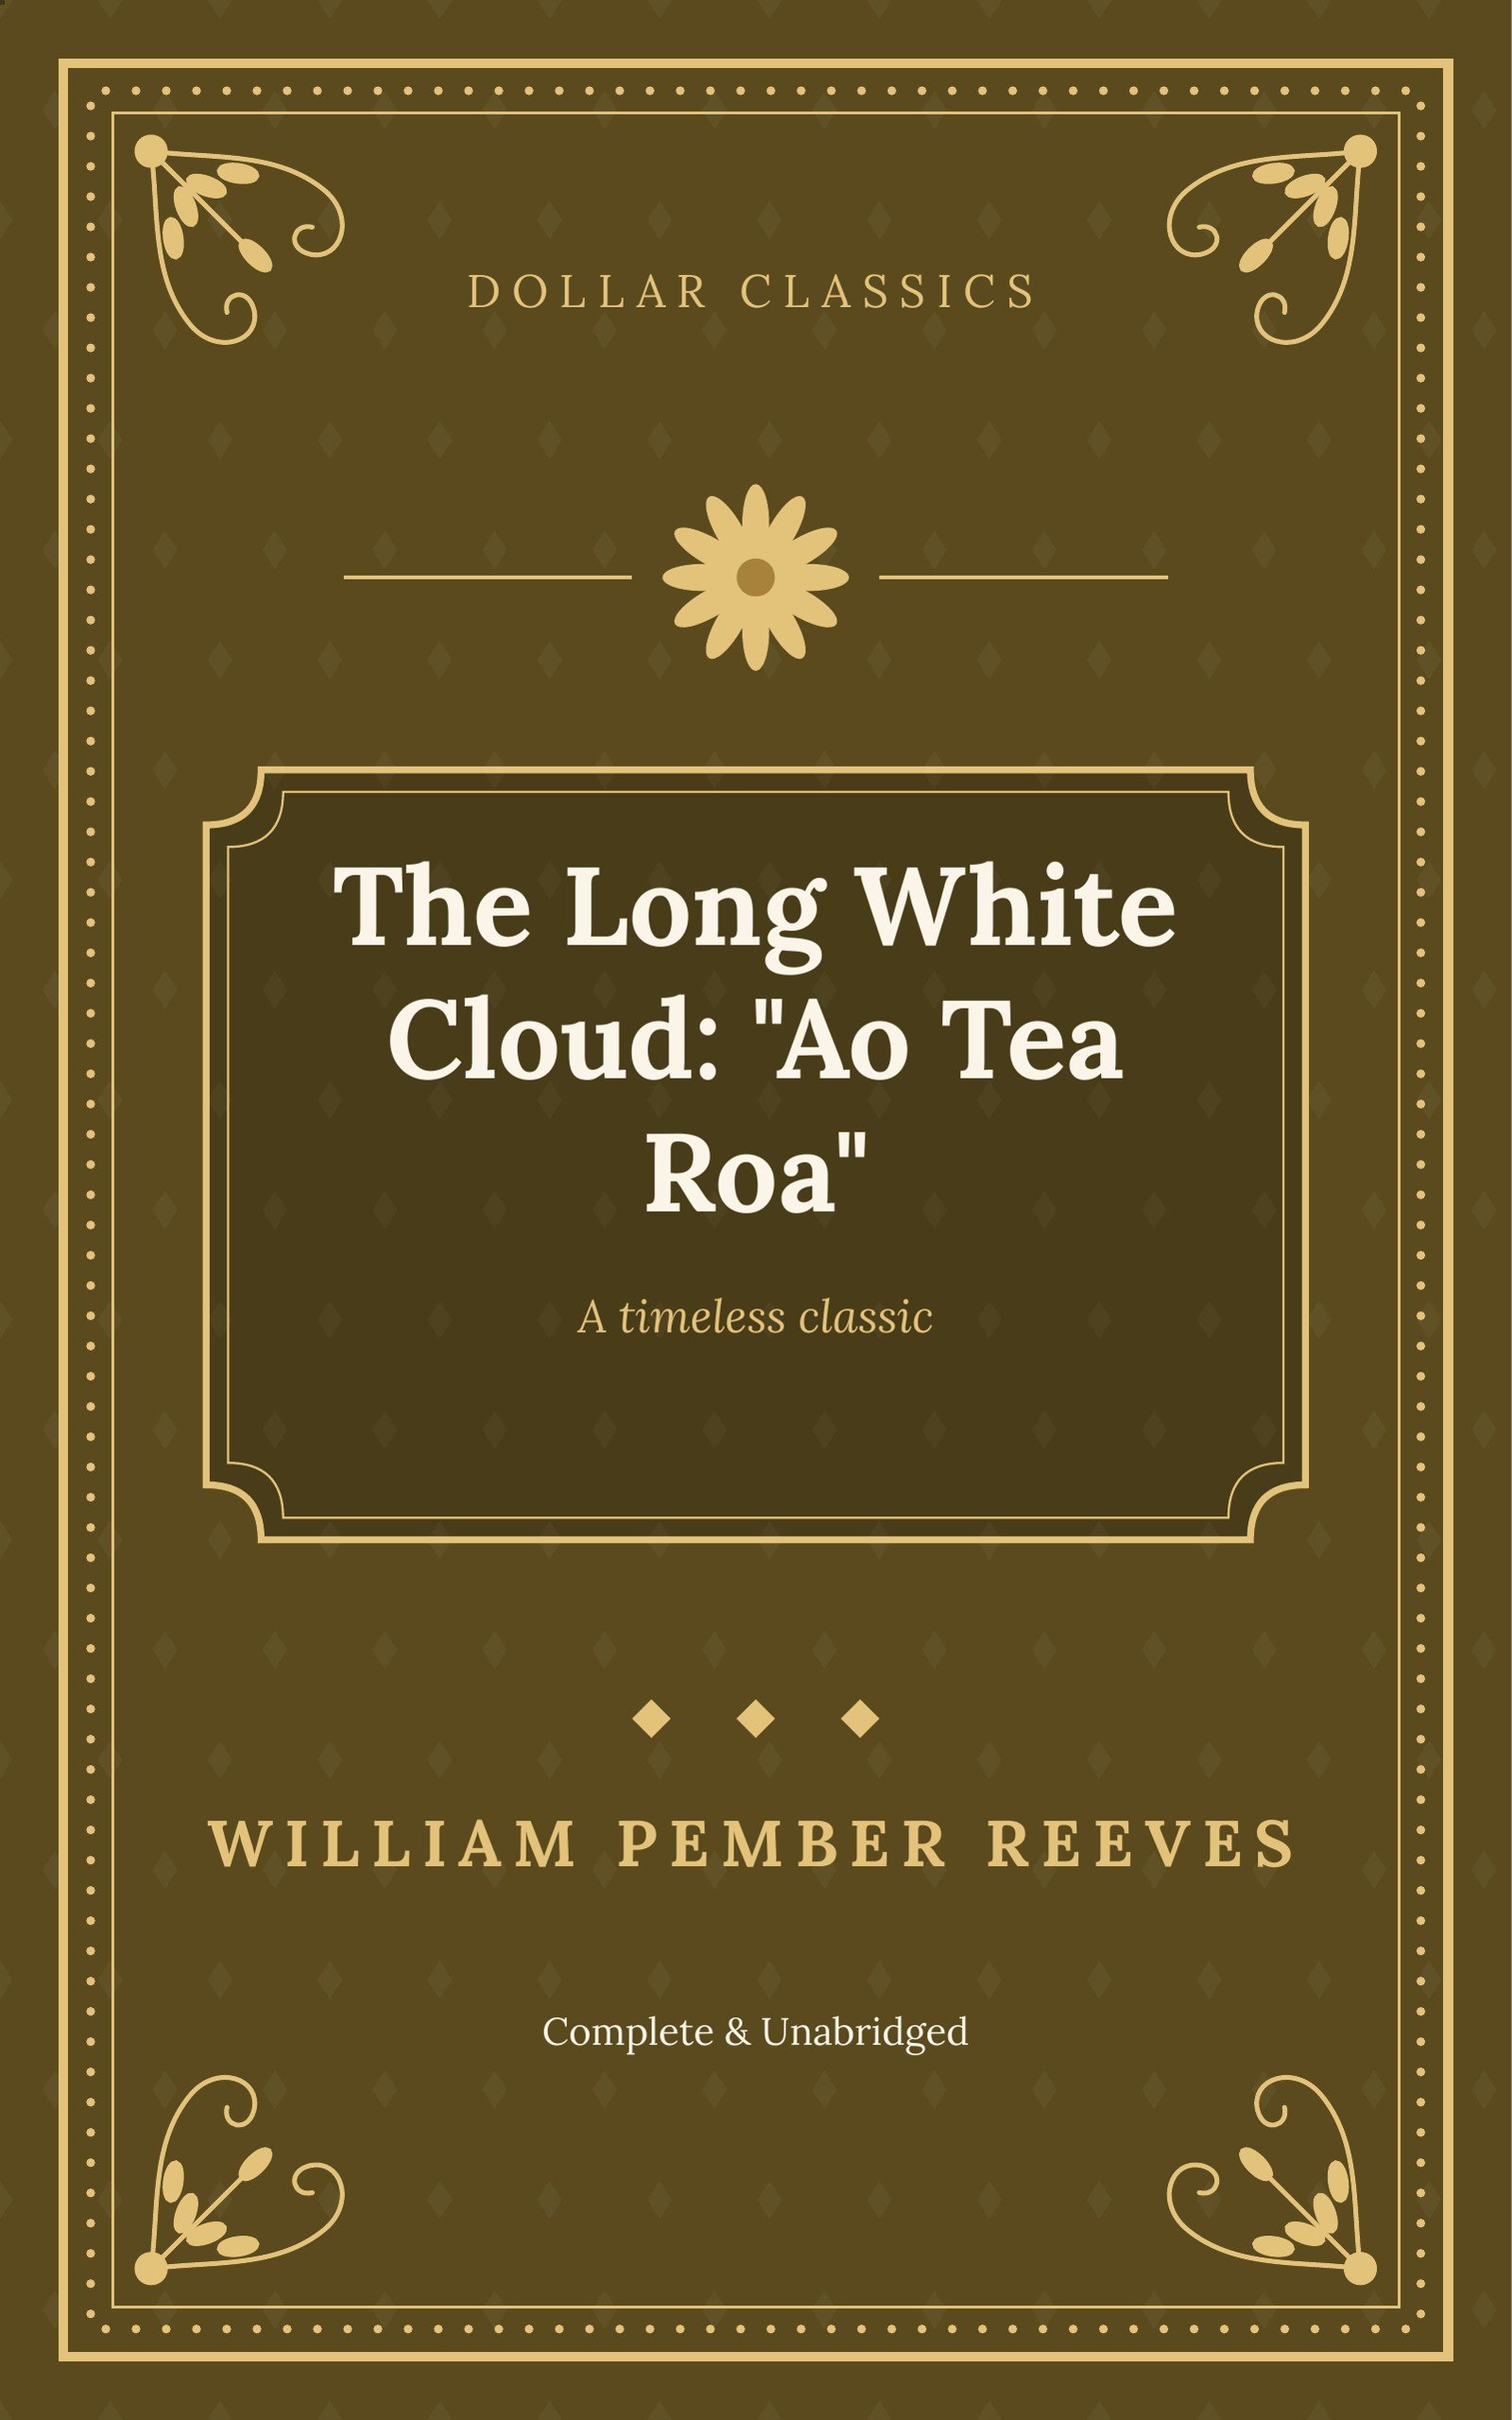 DOLLAR CLASSICS
The Long White
Cloud: "Ao Tea
Roa"
A timeless classic
WILLIAM PEMBER REEVES
Complete & Unabridged